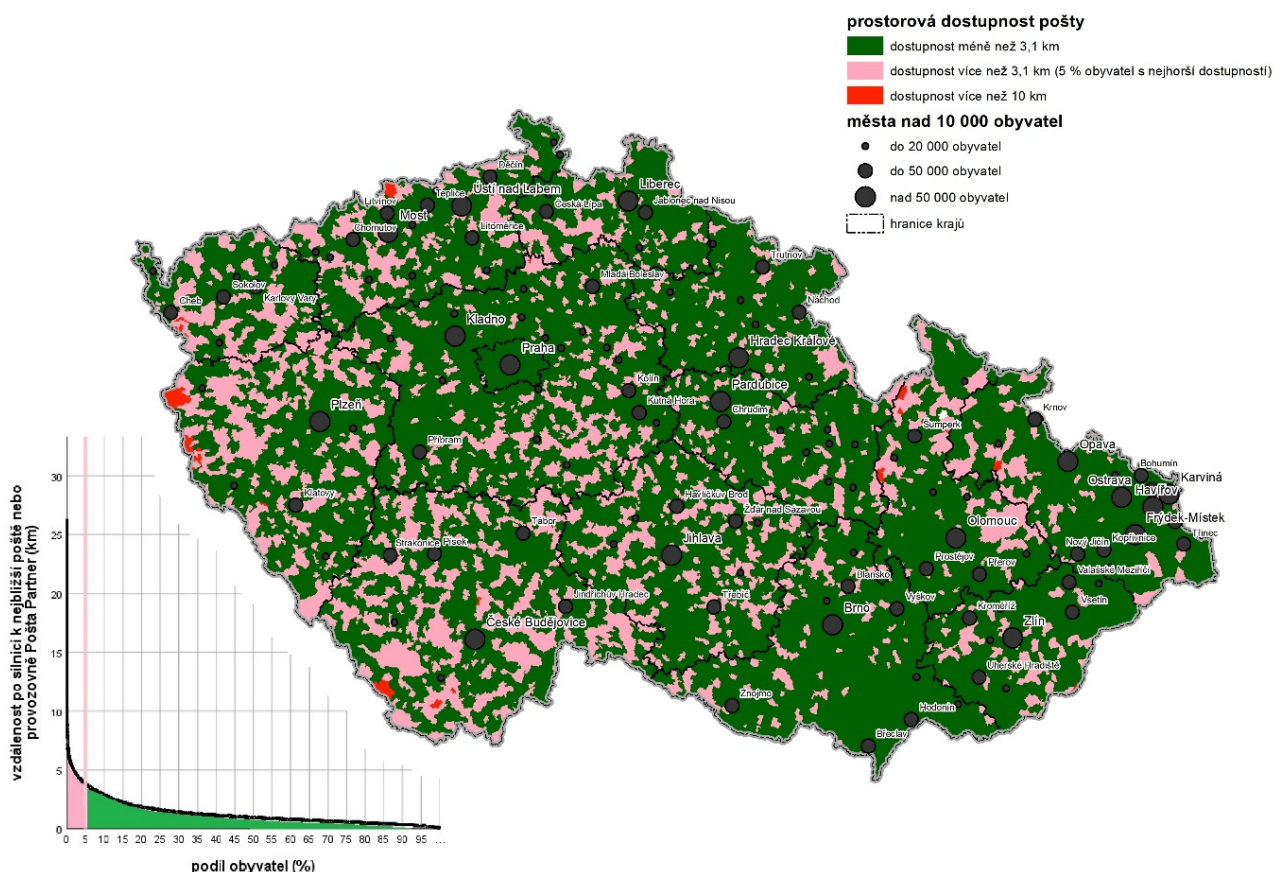 prostorová dostupnost pošty
dostupnost méně než 3,1 km
dostupnost více než 3,1 km (5 % obyvatel s nejhorší dostupností)
dostupnost více než 10 km
města nad 10 000 obyvatel
do 20 000 obyvatel
do 50 000 obyvatel
nad 50 000 obyvatel
hranice krajů
Děčín
Teplice
Ústí nad Labem
Liberec
Litvínov
Most
Česká Lípa
Jablonec nad Nisou
Chomutov
Litoměřice
Trutnov
Mladá Boleslav
Sokolov
Karlovy Vary
Cheb
Náchod
Kladno
Praha
Hradec Králové
Kolín
Pardubice
Kutná Hora
Chrudim
Plzeň
Krnov
Šumperk
Opava
Příbram
Bohumín
Karviná
Ostrava
Havířov
Klatovy
Havlíčkův Brod
Žďár nad Sázavou
Olomouc
Frýdek-Místek
Tábor
Třinec
Strakonice
Písek
Jihlava
Nový Jičín
Kopřivnice
Prostějov
Přerov
Valašské Meziříčí
Blansko
Jindřichův Hradec
Třebíč
Vyškov
Vsetín
Brno
Kroměříž
Zlín
České Budějovice
Uherské Hradiště
Znojmo
Hodonín
Břeclav
vzdálenost po silnici k nejbližší poště nebo
provozovně Pošta Partner (km)
30
25
20
15
10
5
0
0 5 10 15 20 25 30 35 40 45 50 55 60 65 70 75 80 85 90 95 ...
podíl obyvatel (%)